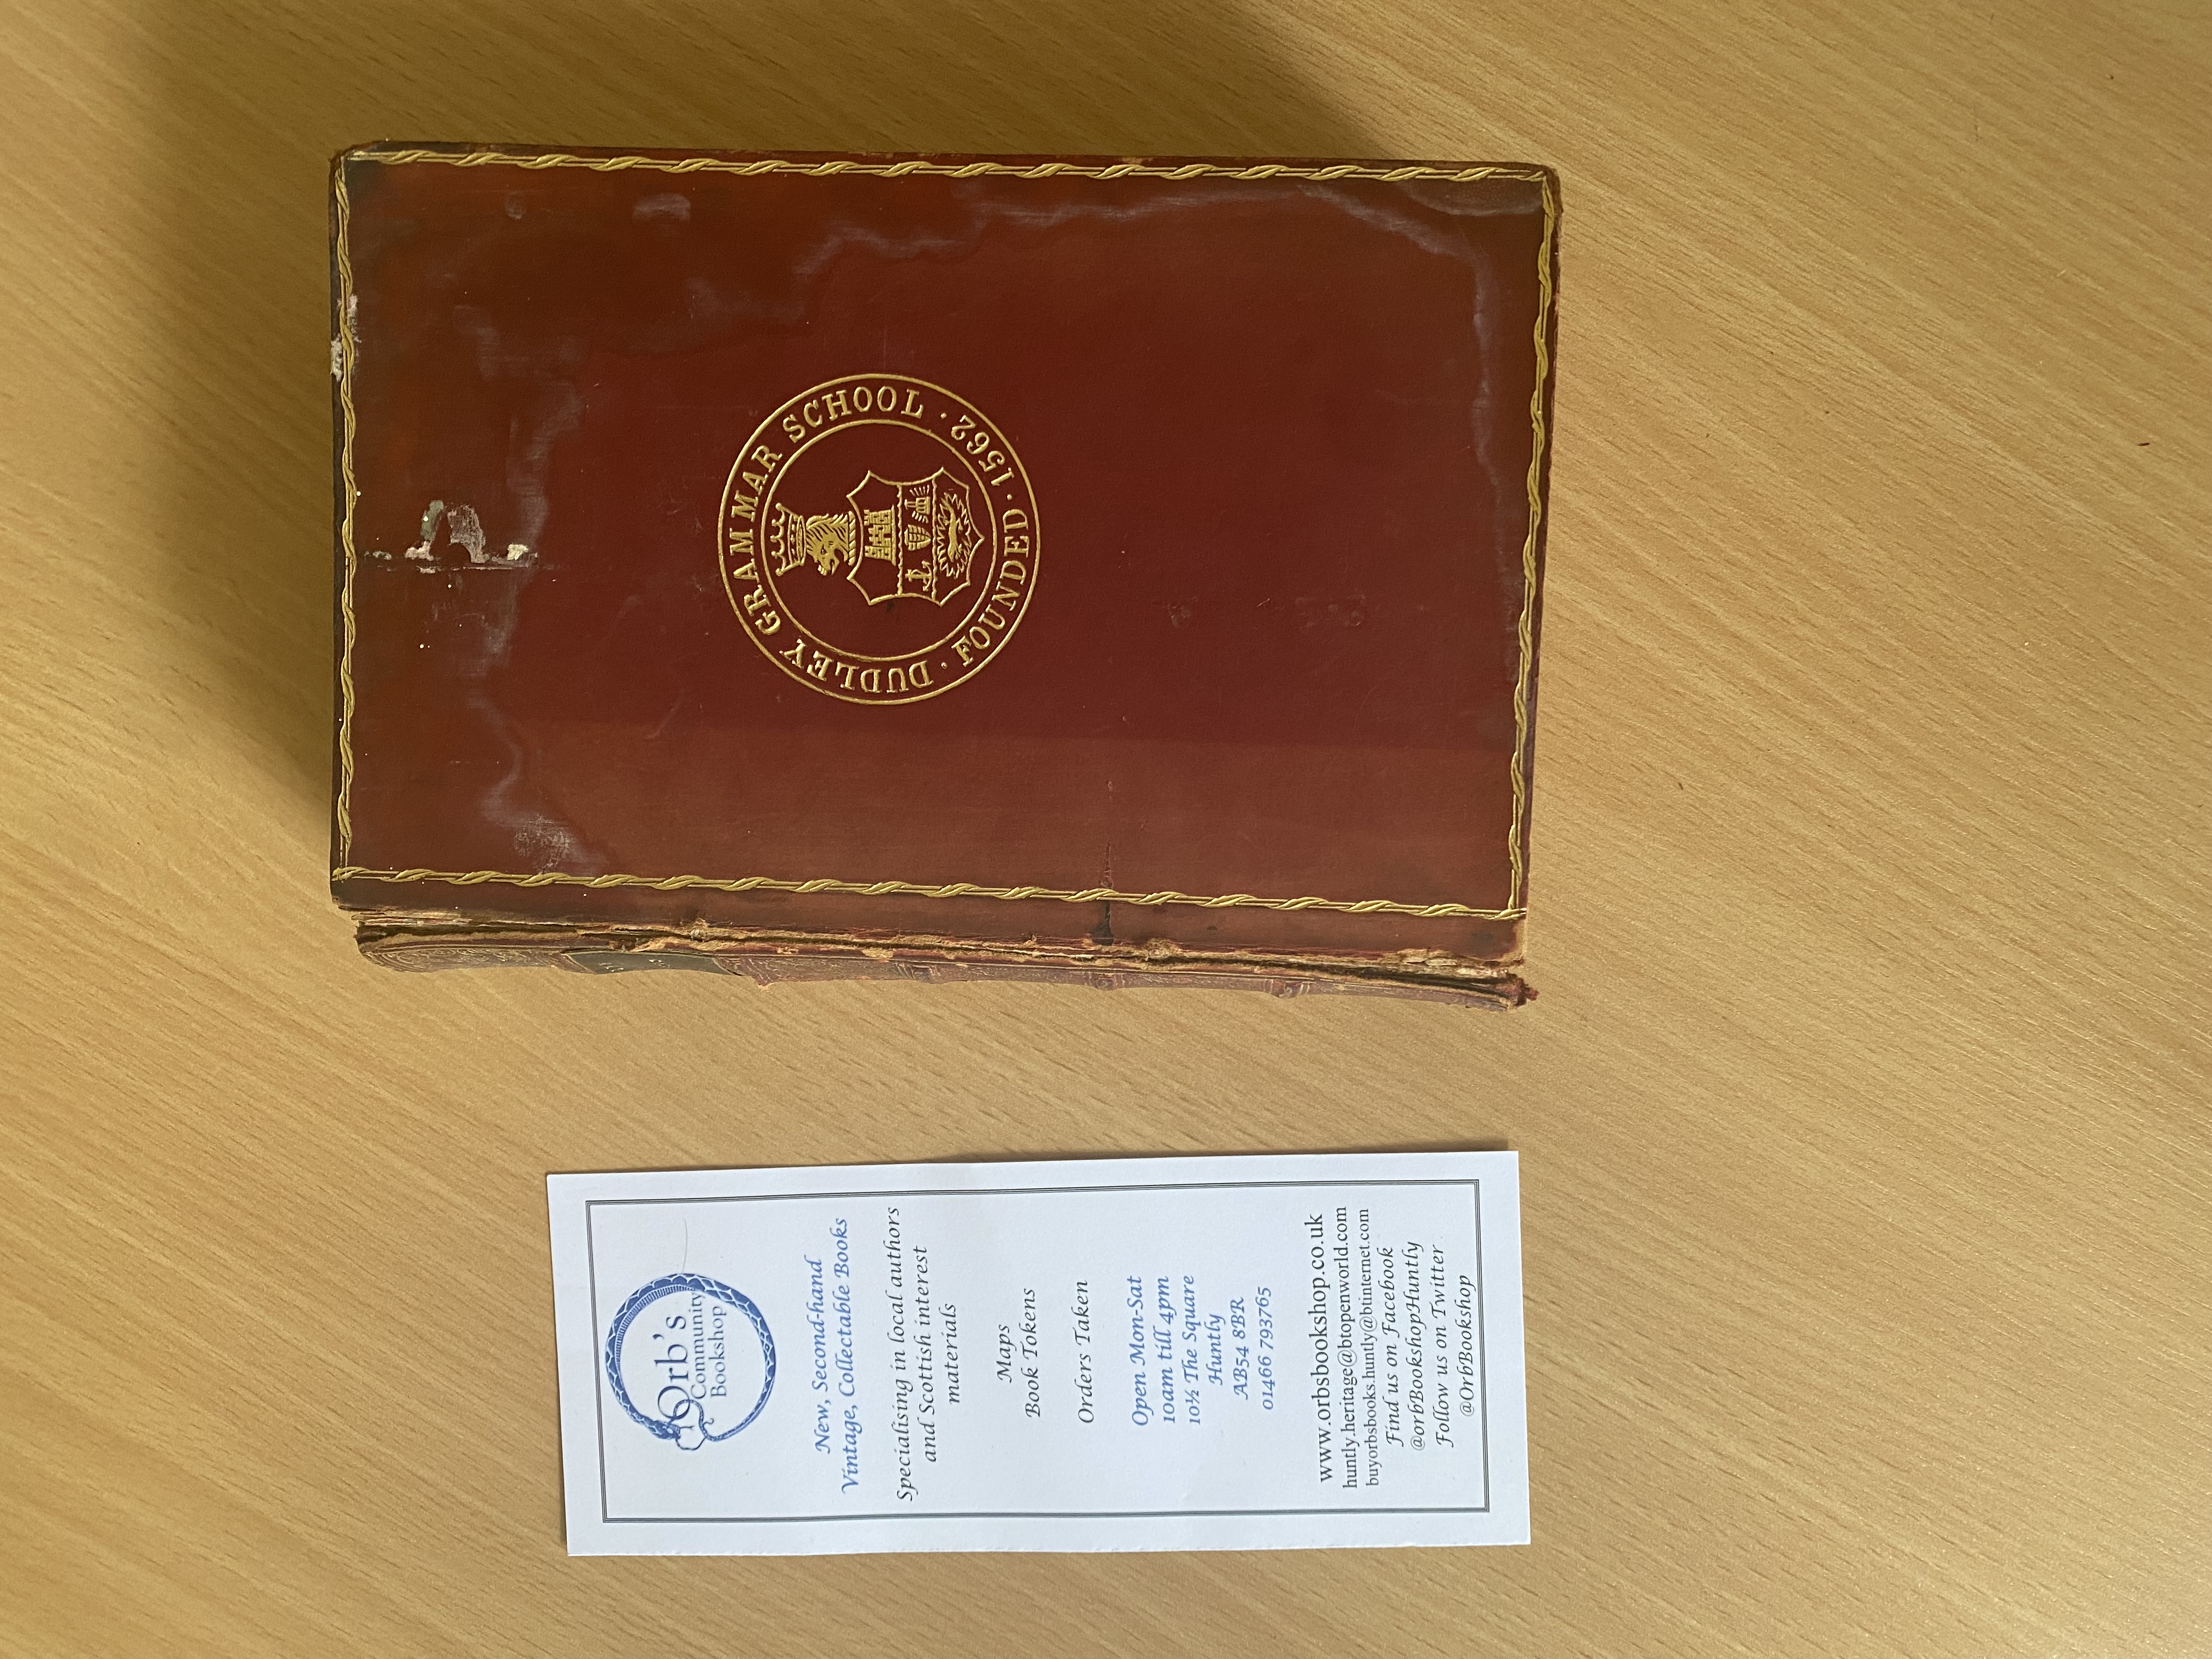 DUDLEY GRAMMAR SCHOOL · FOUNDED · 1562 ·
Orb's
Community
Bookshop
New, Second-hand
Vintage, Collectable Books
Specialising in local authors
and Scottish interest
materials
Maps
Book Tokens
Orders Taken
Open Mon-Sat
10am till 4pm
10½ The Square
Huntly
AB54 8BR
01466 793765
www.orbsbookshop.co.uk
huntly.heritage@btopenworld.com
buyorbsbooks.huntly@btinternet.com
Find us on Facebook
@orbBookshopHuntly
Follow us on Twitter
@OrbBookshop